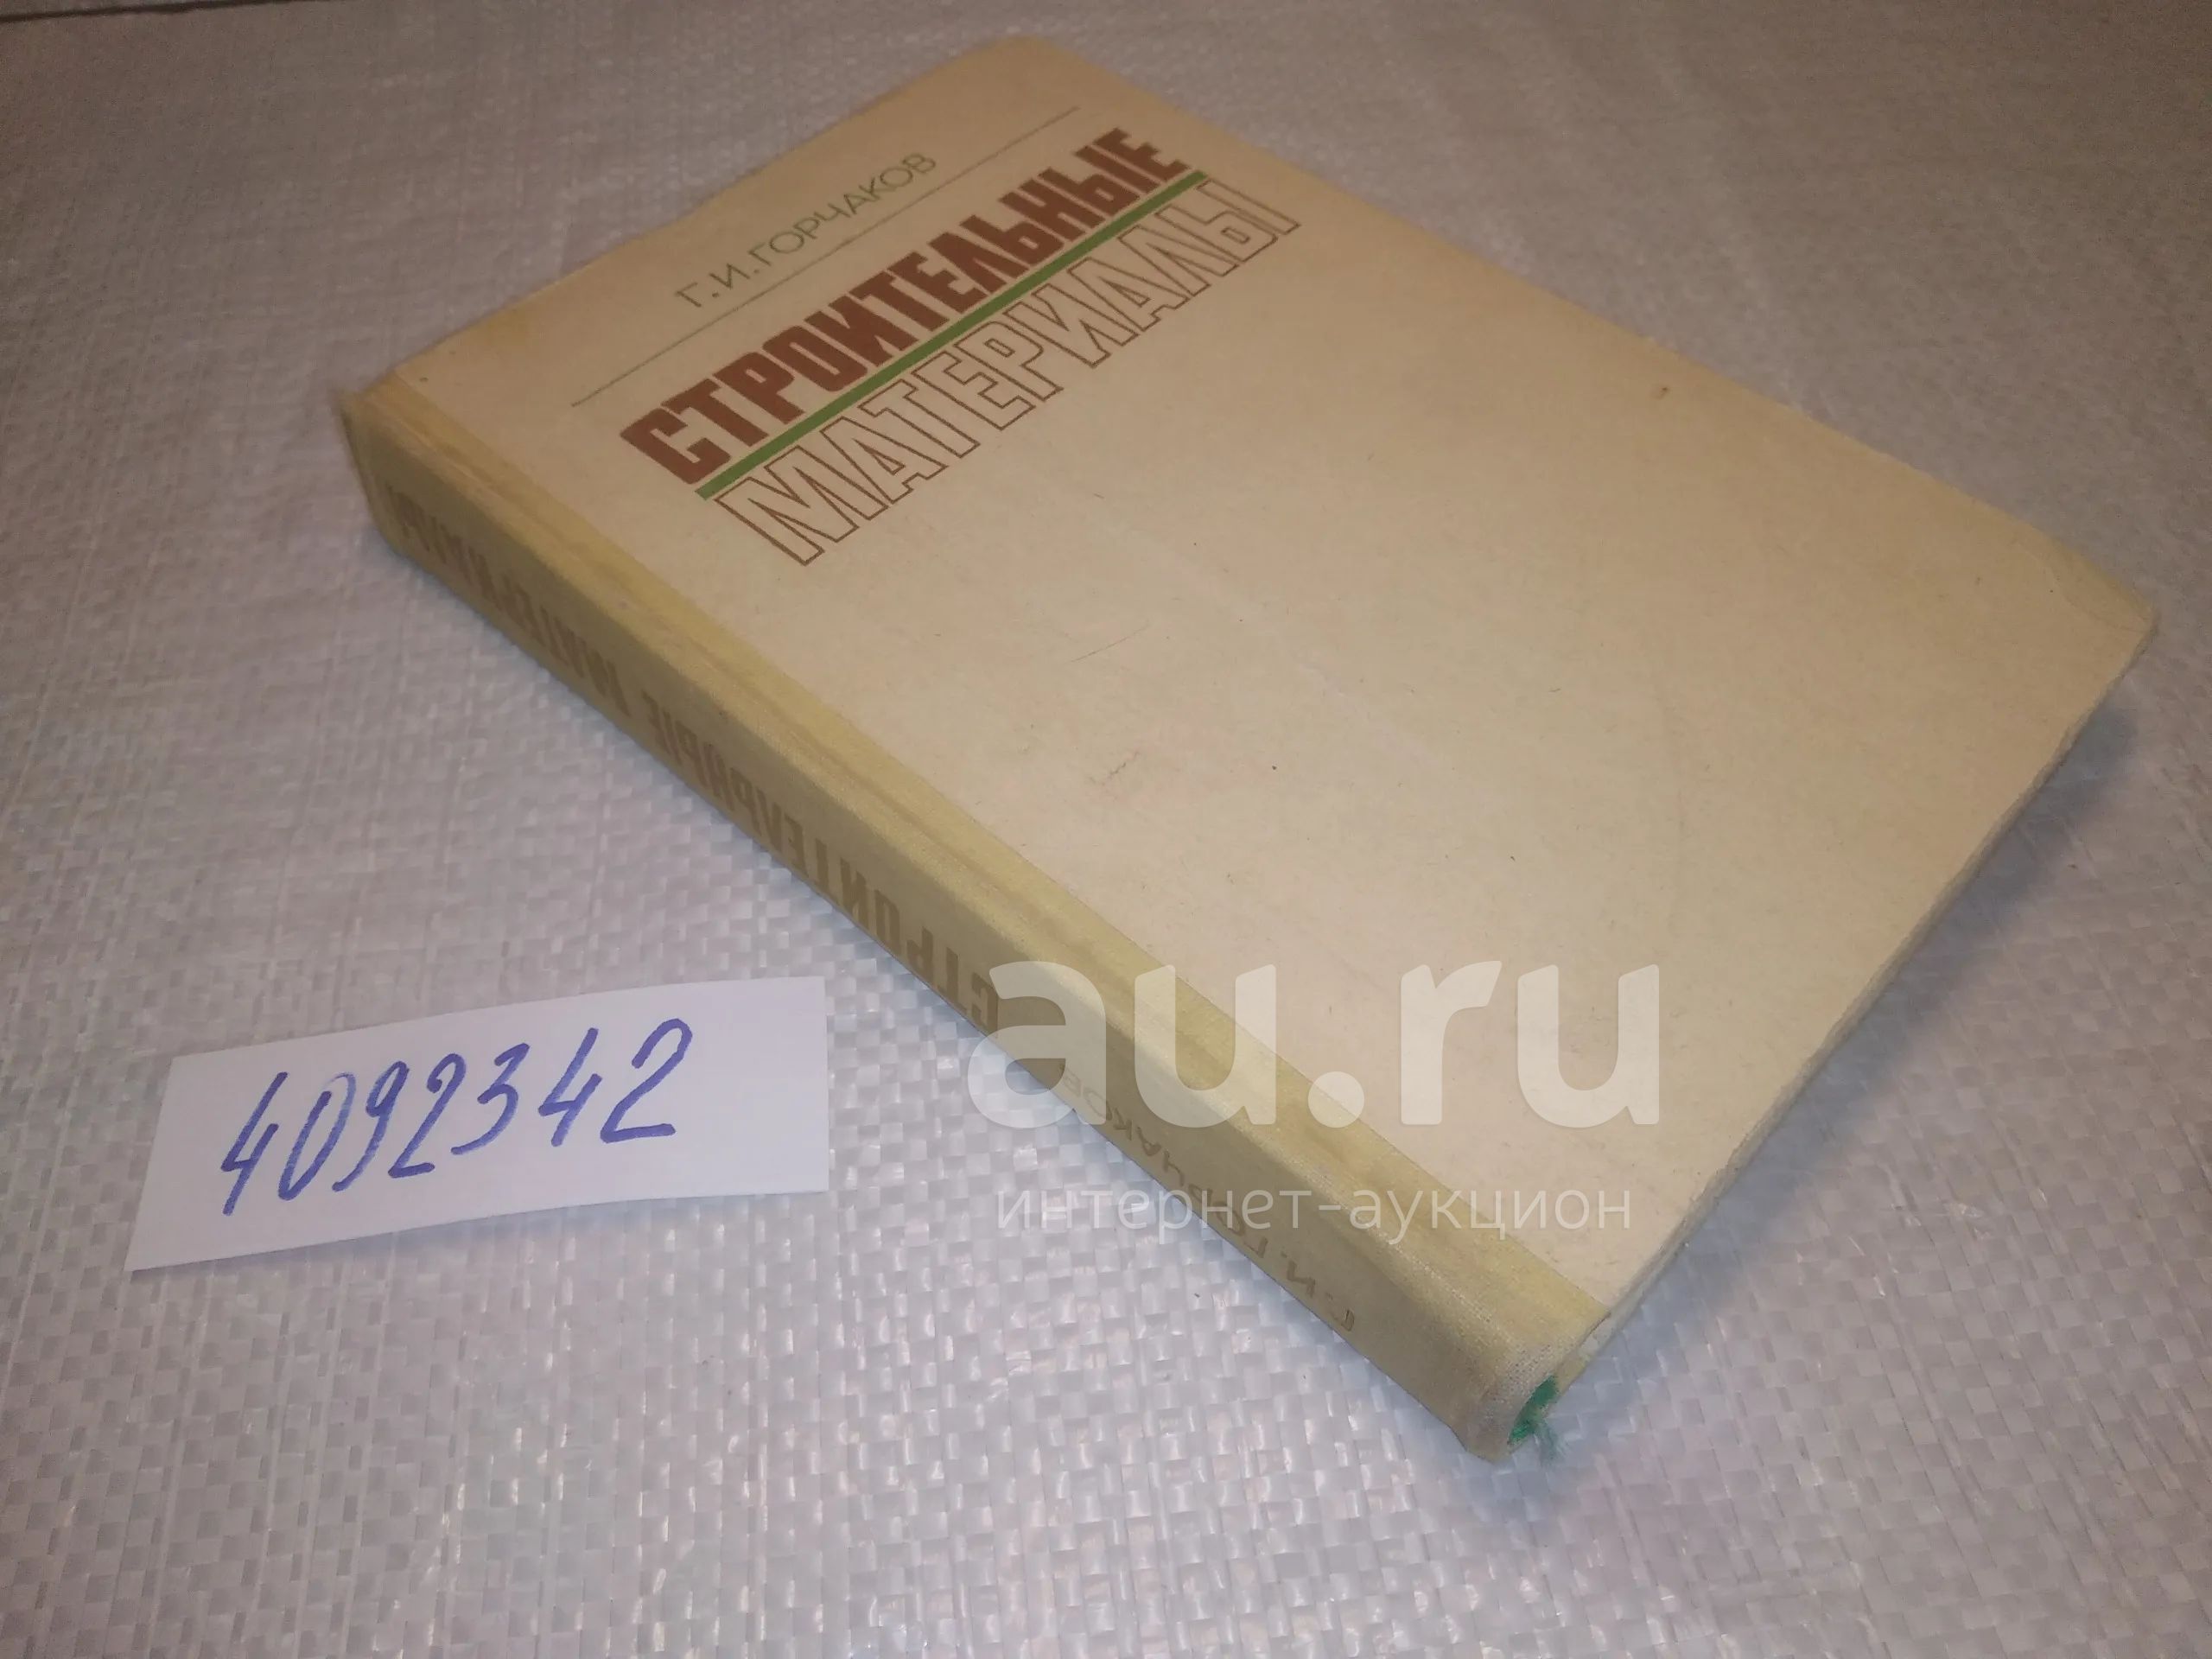 Г.И.ГОРЧАКОВ
СТРОИТЕЛЬНЫЕ
МАТЕРИАЛЫ
СТРОИТЕЛЬНЫЕ МАТЕРИАЛЫ
Г.И.ГОРЧАКОВ
4092342
au.ru
интернет-аукцион